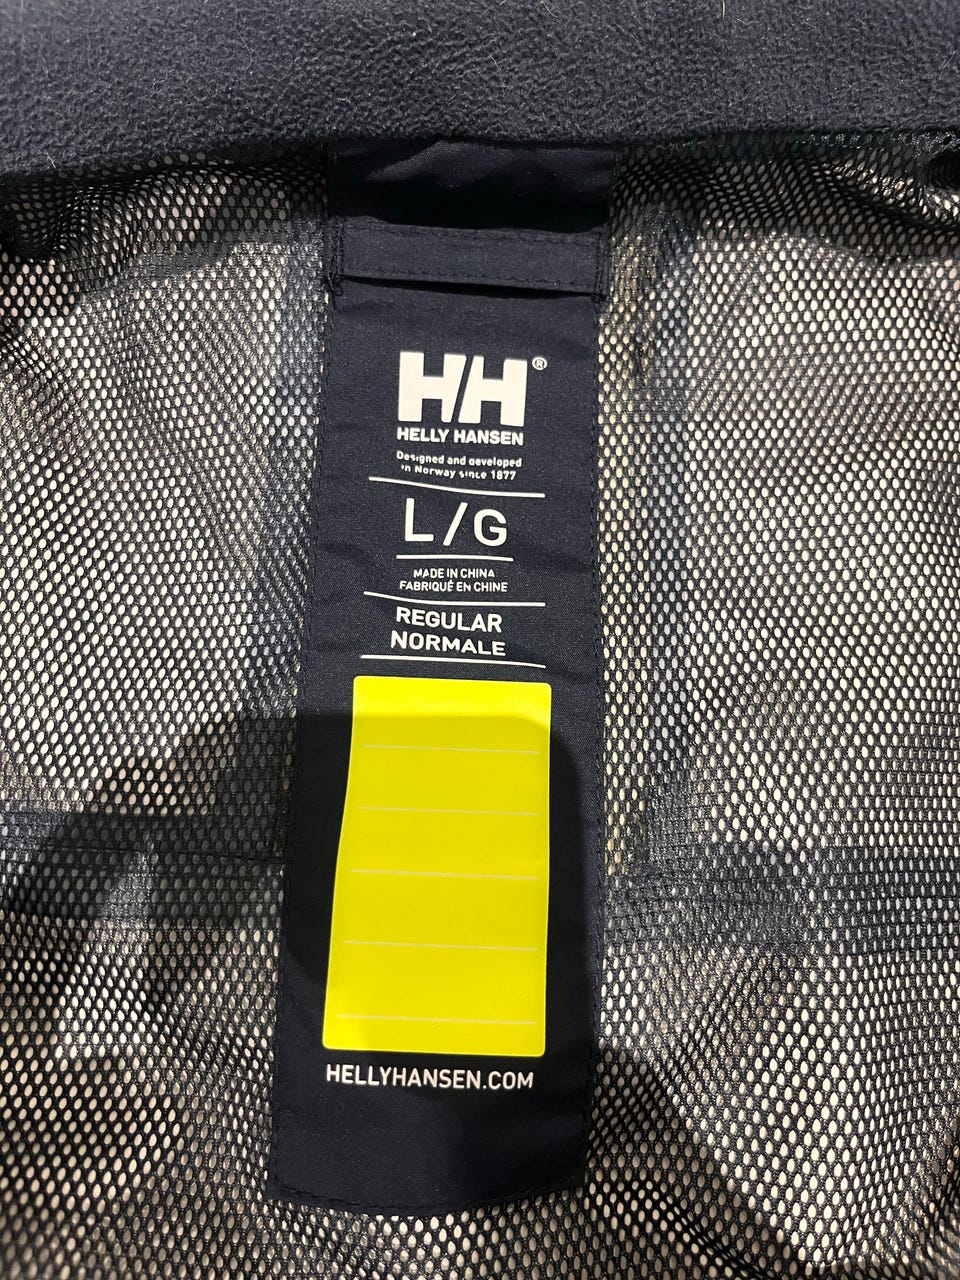 HH®
HELLY HANSEN
Designed and developed
in Norway since 1877
L/G
MADE IN CHINA
FABRIQUÉ EN CHINE
REGULAR
NORMALE
HELLYHANSEN.COM